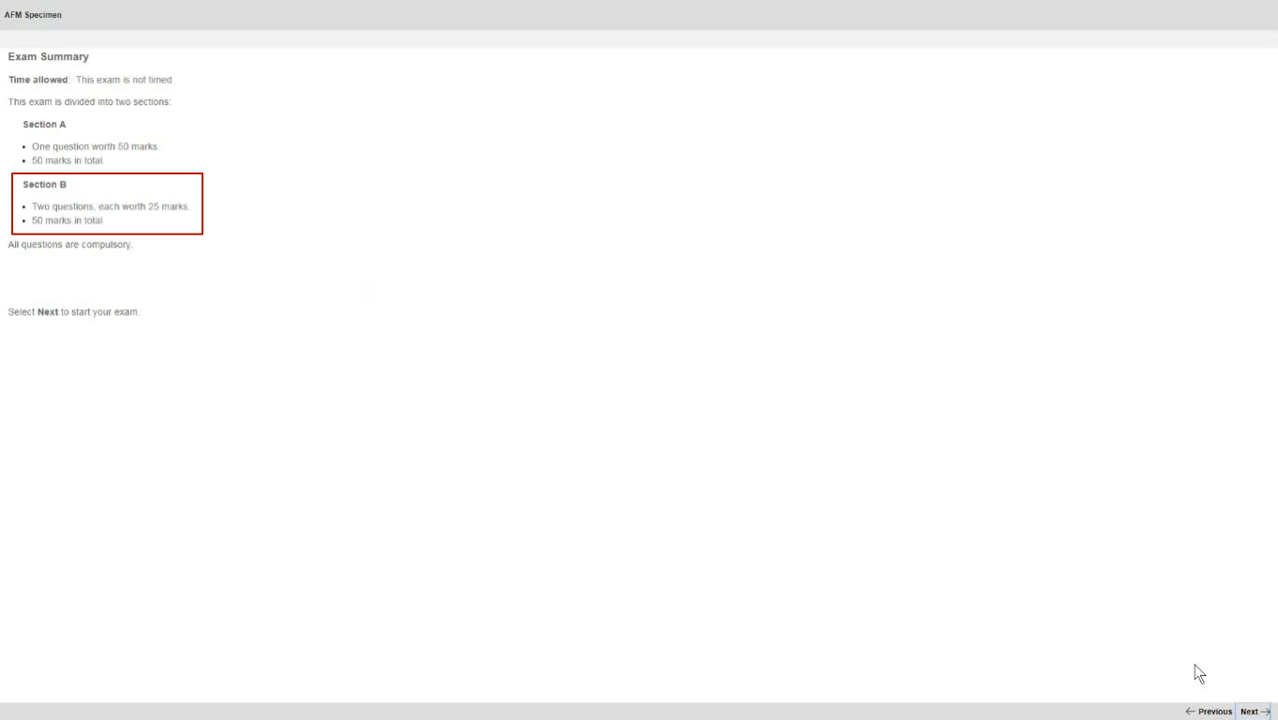 AFM Specimen
Exam Summary
Time allowed This exam is not timed
This exam is divided into two sections:
Section A
• One question worth 50 marks.
• 50 marks in total
Section B
• Two questions, each worth 25 marks.
• 50 marks in total
All questions are compulsory.
Select Next to start your exam.
← Previous Next →